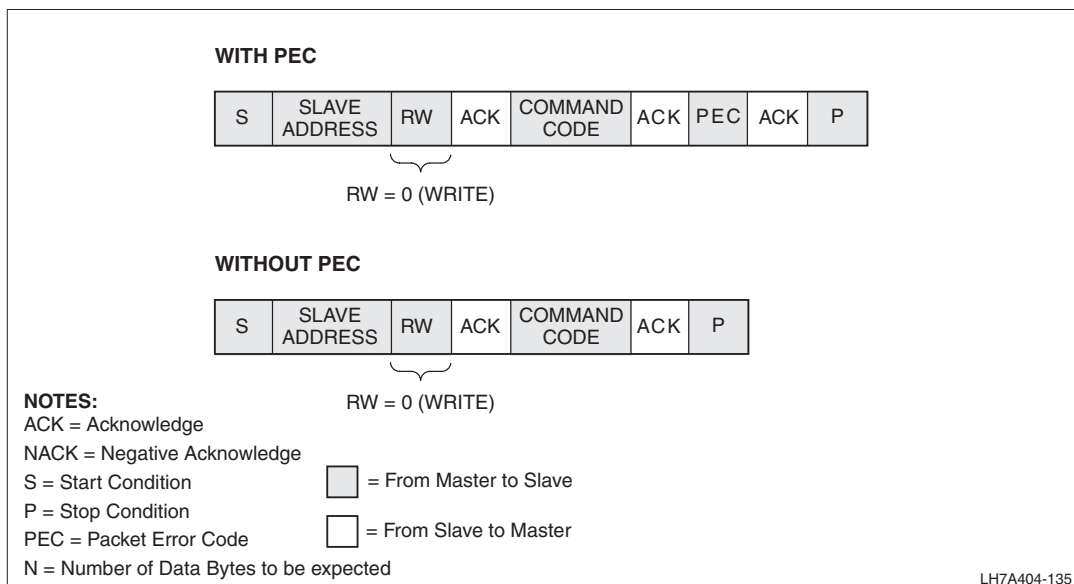 WITH PEC
S SLAVE ADDRESS RW ACK COMMAND CODE ACK PEC ACK P
RW = 0 (WRITE)
WITHOUT PEC
S SLAVE ADDRESS RW ACK COMMAND CODE ACK P
RW = 0 (WRITE)
NOTES:
ACK = Acknowledge
NACK = Negative Acknowledge
S = Start Condition
P = Stop Condition
PEC = Packet Error Code
N = Number of Data Bytes to be expected
= From Master to Slave
= From Slave to Master
LH7A404-135